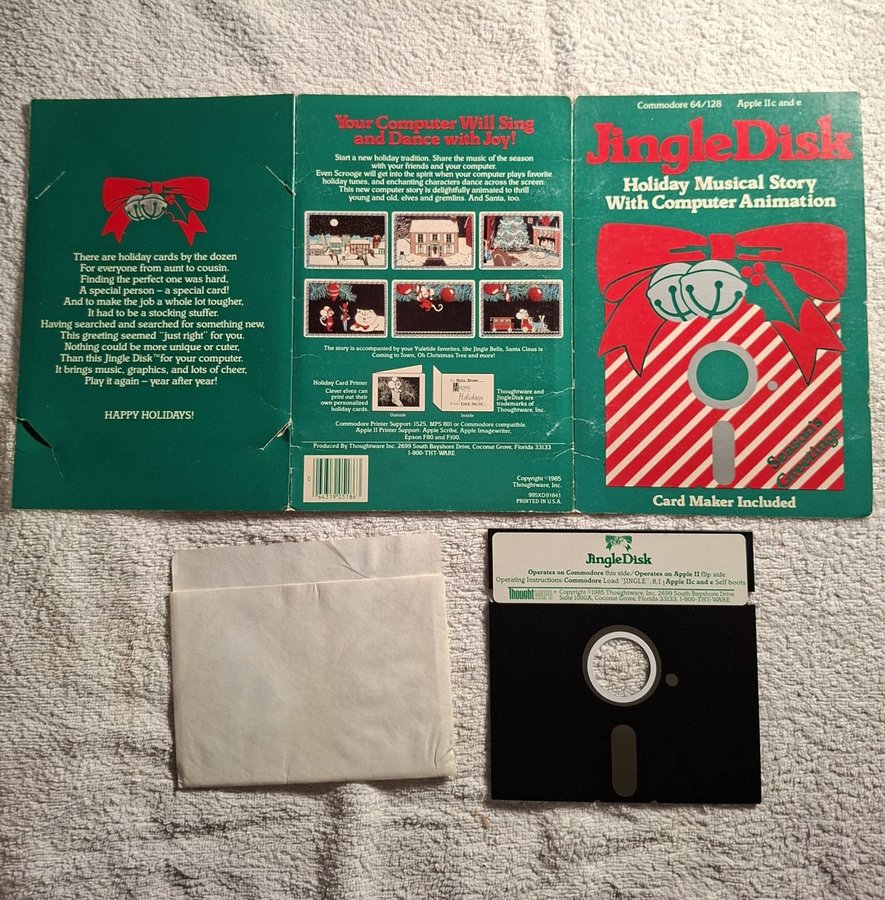 There are holiday cards by the dozen
For everyone from aunt to cousin.
Finding the perfect one was hard,
A special person – a special card!
And to make the job a whole lot tougher,
It had to be a stocking stuffer.
Having searched and searched for something new,
This greeting seemed "just right" for you.
Nothing could be more unique or cuter,
Than this Jingle Disk™ for your computer.
It brings music, graphics, and lots of cheer,
Play it again – year after year!
HAPPY HOLIDAYS!
Your Computer Will Sing
and Dance with Joy!
Start a new holiday tradition. Share the music of the season
with your friends and your computer.
Even Scrooge will get into the spirit when your computer plays favorite
holiday tunes, and enchanting characters dance across the screen.
This new computer story is delightfully animated to thrill
young and old, elves and gremlins. And Santa, too.
The story is accompanied by your Yuletide favorites, like Jingle Bells, Santa Claus is
Coming to Town, Oh Christmas Tree and more!
Holiday Card Printer
Clever elves can
print out their
own personalized
holiday cards.
Outside
Happy
Holidays
Inside
Thoughtware and
JingleDisk are
trademarks of
Thoughtware, Inc.
Commodore Printer Support: 1525, MPS 801 or Commodore compatible.
Apple II Printer Support: Apple Scribe, Apple Imagewriter,
Epson F80 and F100.
Produced By Thoughtware Inc. 2699 South Bayshore Drive, Coconut Grove, Florida 33133
1-800-THT-WARE
0
64319 05186
Copyright ©1985
Thoughtware, Inc.
995XD91841
PRINTED IN U.S.A.
Commodore 64/128 Apple IIc and e
JingleDisk
Holiday Musical Story
With Computer Animation
Season's
Greetings
Card Maker Included
JingleDisk
Operates on Commodore this side/Operates on Apple II flip side
Operating Instructions: Commodore Load "JINGLE", 8,1 | Apple IIc and e Self boots
Thoughtware ® Copyright ©1985 Thoughtware, Inc. 2699 South Bayshore Drive
Suite 1000A, Coconut Grove, Florida 33133. 1-800-THT-WARE